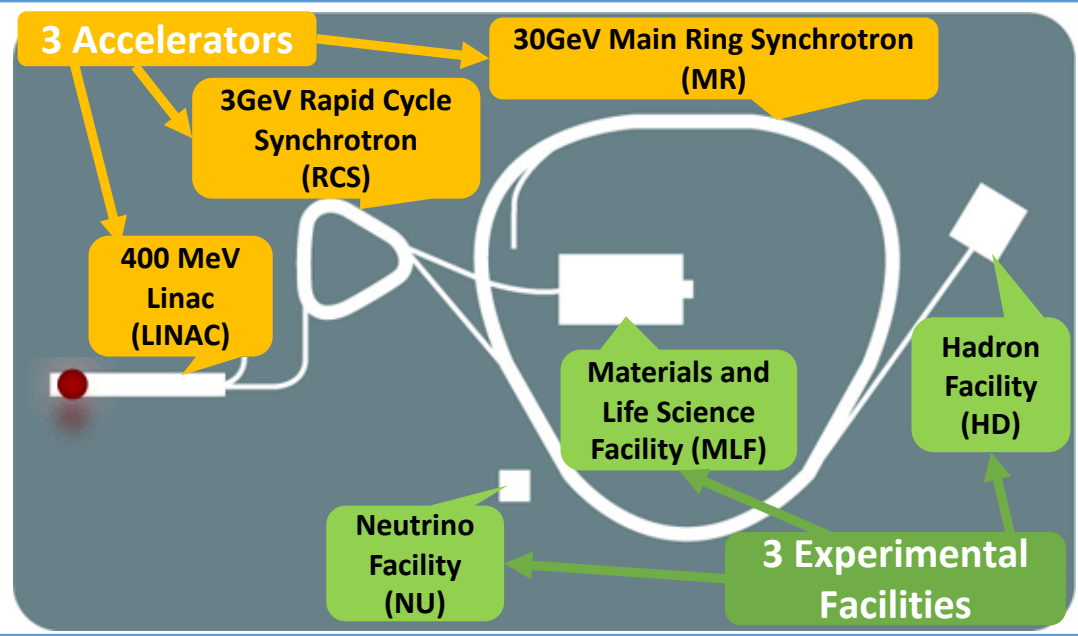 3 Accelerators
30GeV Main Ring Synchrotron
(MR)
3GeV Rapid Cycle
Synchrotron
(RCS)
400 MeV
Linac
(LINAC)
Materials and
Life Science
Facility (MLF)
Hadron
Facility
(HD)
Neutrino
Facility
(NU)
3 Experimental
Facilities